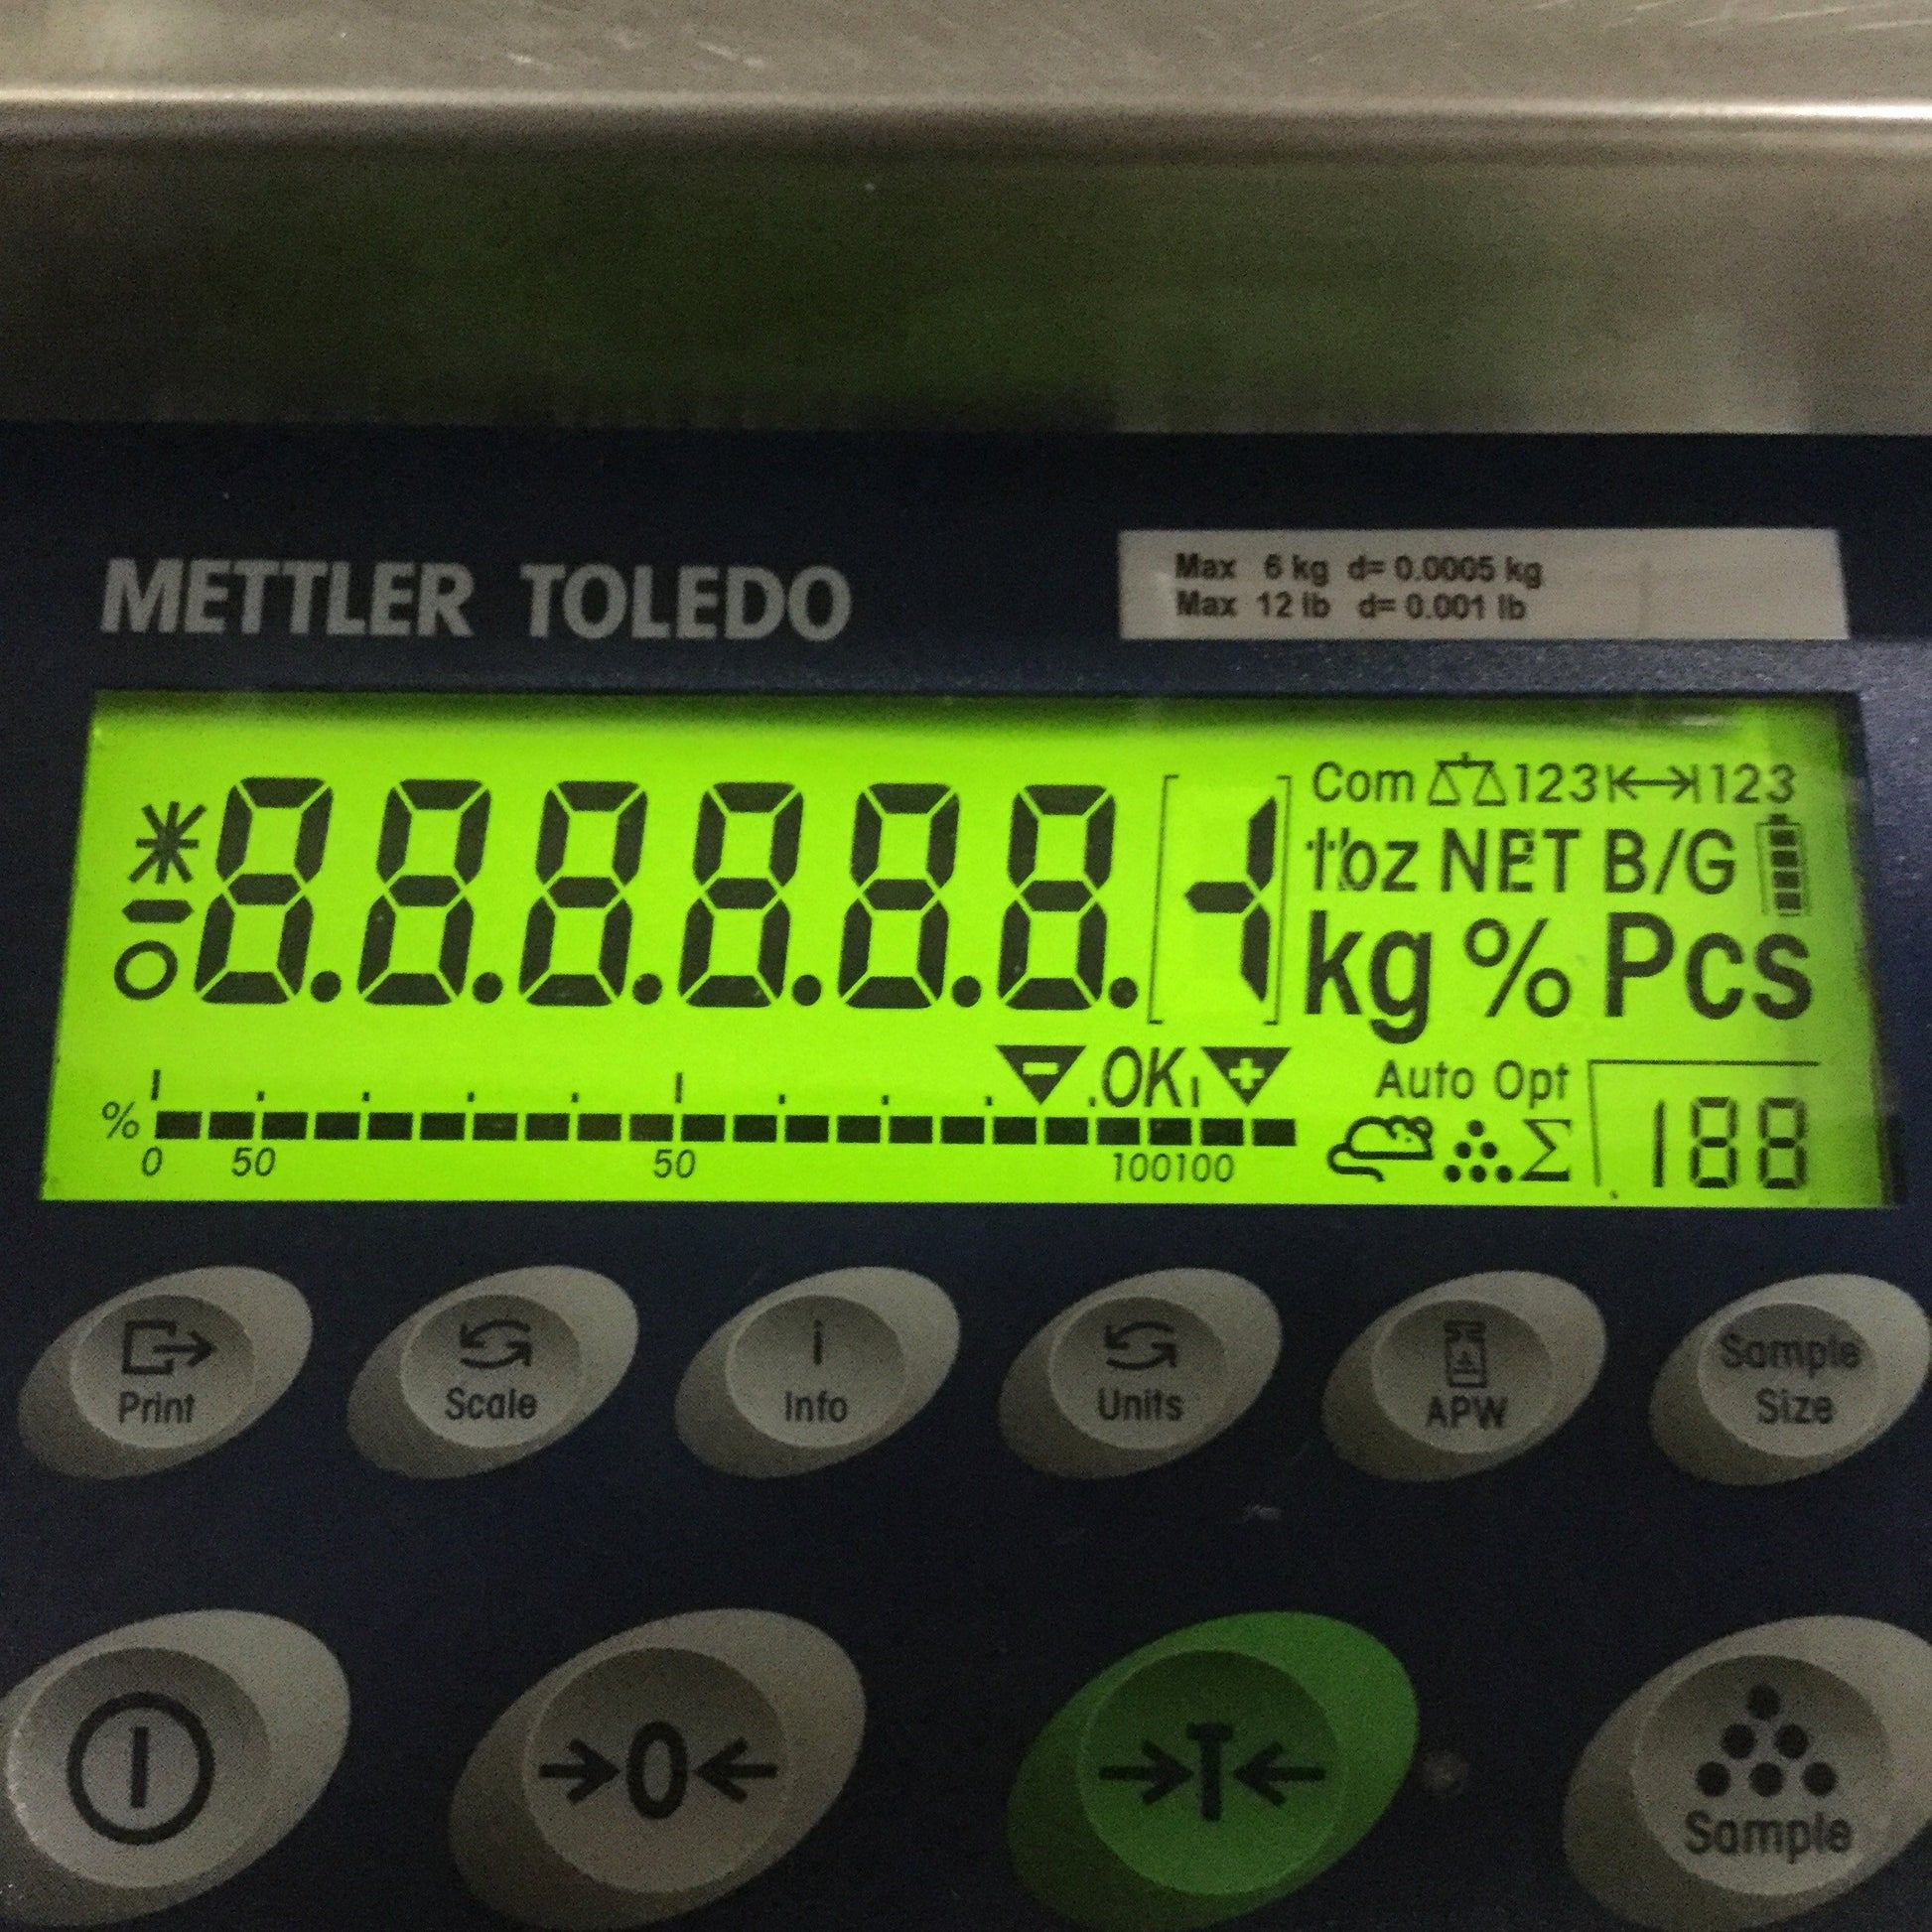 METTLER TOLEDO
Max 6 kg d= 0.0005 kg
Max 12 lb d= 0.001 lb
Com 123 123
8.8.8.8.8.8.
oz NET B/G
kg % Pcs
- OK +
Auto Opt
%
0 50 50 100100
Σ 188
Print Scale i Info Units APW Sample Size
→0← →T← Sample